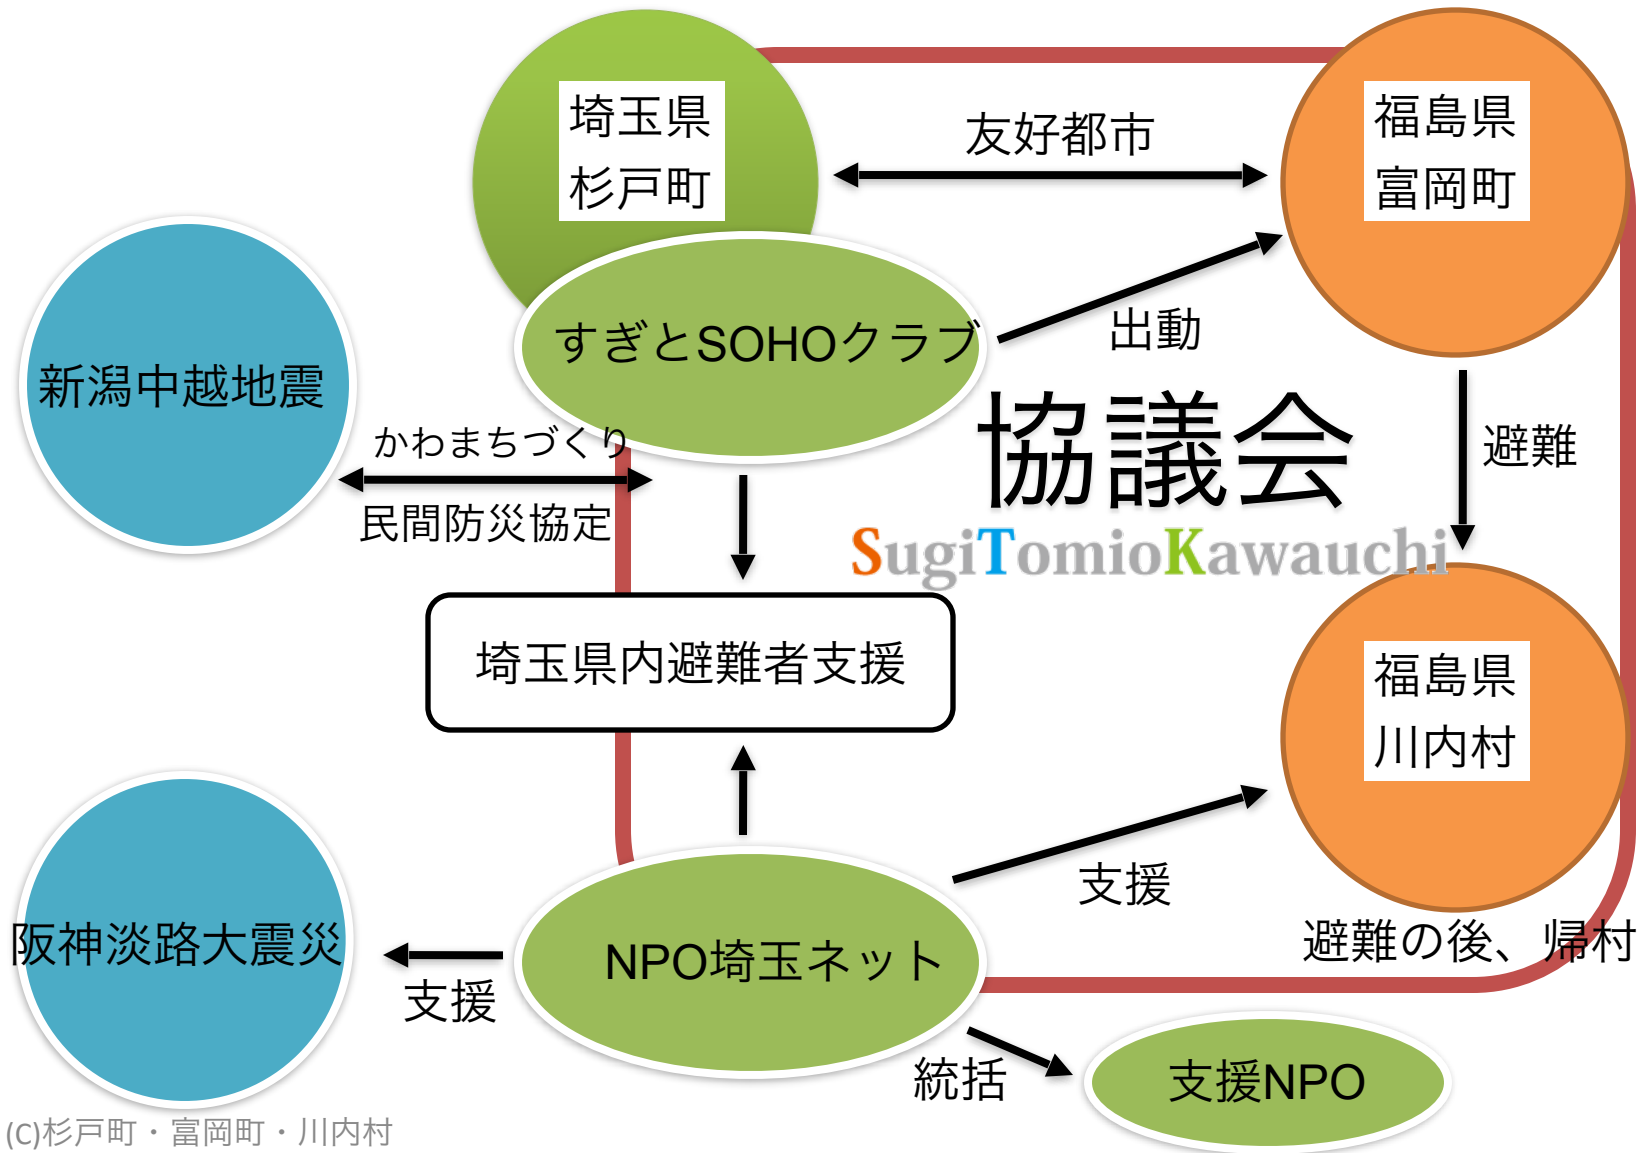 埼玉県
杉戸町
友好都市
福島県
富岡町
すぎとSOHOクラブ
出動
新潟中越地震
かわまちづくり
民間防災協定
協議会
SugiTomioKawauchi
避難
埼玉県内避難者支援
福島県
川内村
支援
避難の後、帰村
阪神淡路大震災
支援
NPO埼玉ネット
統括
支援NPO
(C)杉戸町・富岡町・川内村